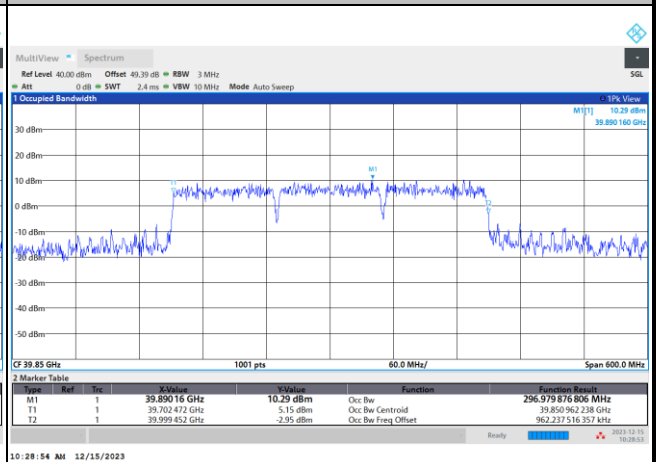 MultiView Spectrum
Ref Level 40.00 dBm Offset 49.39 dB RBW 3 MHz SGL
Att 0 dB SWT 2.4 ms VBW 10 MHz Mode Auto Sweep
1 Occupied Bandwidth 1Pk View
M1[1] 10.29 dBm
39.890160 GHz
30 dBm
20 dBm
M1
10 dBm
T1
T2
0 dBm
-10 dBm
-20 dBm
-30 dBm
-40 dBm
-50 dBm
CF 39.85 GHz 1001 pts 60.0 MHz/ Span 600.0 MHz
2 Marker Table
Type Ref Trc X-Value Y-Value Function Function Result
M1 1 39.890 16 GHz 10.29 dBm Occ Bw 296.979 876 806 MHz
T1 1 39.702 472 GHz 5.15 dBm Occ Bw Centroid 39.850 962 238 GHz
T2 1 39.999 452 GHz -2.95 dBm Occ Bw Freq Offset 962.237 516 357 kHz
Ready 2023-12-15
10:28:53
10:28:54 AM 12/15/2023